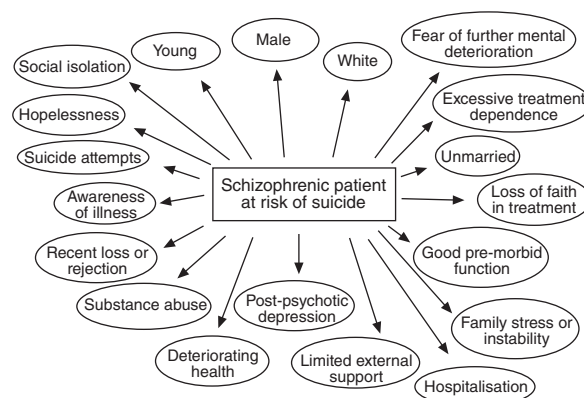 Social isolation
Young
Male
White
Fear of further mental
deterioration
Hopelessness
Excessive treatment
dependence
Suicide attempts
Unmarried
Schizophrenic patient
at risk of suicide
Awareness
of illness
Loss of faith
in treatment
Recent loss or
rejection
Good pre-morbid
function
Substance abuse
Post-psychotic
depression
Family stress or
instability
Deteriorating
health
Limited external
support
Hospitalisation